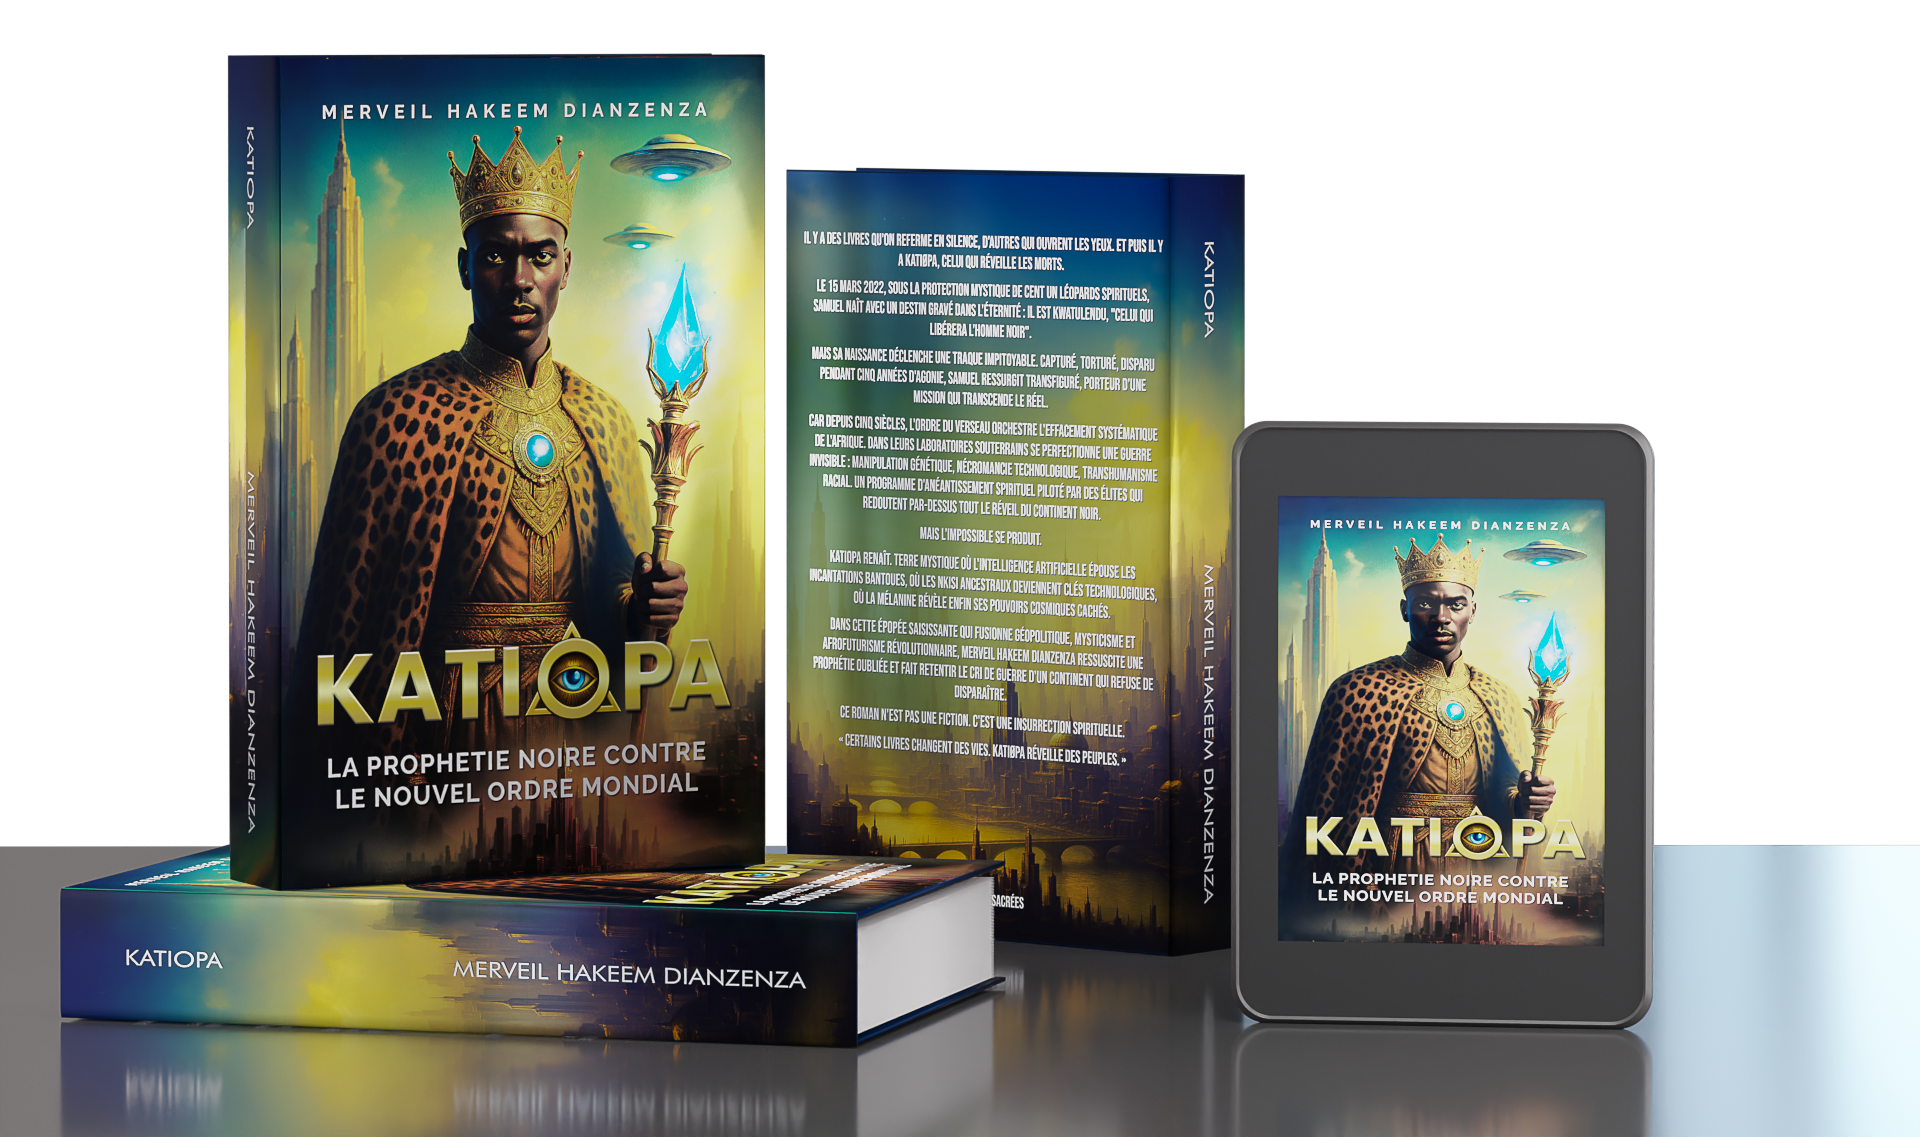 MERVEIL HAKEEM DIANZENZA
KATIOPA
LA PROPHETIE NOIRE CONTRE
LE NOUVEL ORDRE MONDIAL
KATIOPA
MERVEIL HAKEEM DIANZENZA
KATIOPA
MERVEIL HAKEEM DIANZENZA
IL Y A DES LIVRES QU'ON REFERME EN SILENCE, D'AUTRES QUI OUVRENT LES YEUX. ET PUIS IL Y
A KATIØPA, CELUI QUI RÉVEILLE LES MORTS.
LE 15 MARS 2022, SOUS LA PROTECTION MYSTIQUE DE CENT UN LÉOPARDS SPIRITUELS,
SAMUEL NAÎT AVEC UN DESTIN GRAVÉ DANS L'ÉTERNITÉ : IL EST KWATULENDU, "CELUI QUI
LIBÉRERA L'HOMME NOIR".
MAIS SA NAISSANCE DÉCLENCHE UNE TRAQUE IMPITOYABLE. CAPTURÉ, TORTURÉ, DISPARU
PENDANT CINQ ANNÉES D'AGONIE, SAMUEL RESSURGIT TRANSFIGURÉ, PORTEUR D'UNE
MISSION QUI TRANSCENDE LE RÉEL.
CAR DEPUIS CINQ SIÈCLES, L'ORDRE DU VERSEAU ORCHESTRE L'EFFACEMENT SYSTÉMATIQUE
DE L'AFRIQUE. DANS LEURS LABORATOIRES SOUTERRAINS SE PERFECTIONNE UNE GUERRE
INVISIBLE : MANIPULATION GÉNÉTIQUE, NÉCROMANCIE TECHNOLOGIQUE, TRANSHUMANISME
RACIAL. UN PROGRAMME D'ANÉANTISSEMENT SPIRITUEL PILOTÉ PAR DES ÉLITES QUI
REDOUTENT PAR-DESSUS TOUT LE RÉVEIL DU CONTINENT NOIR.
MAIS L'IMPOSSIBLE SE PRODUIT.
KATIOPA RENAÎT. TERRE MYSTIQUE OÙ L'INTELLIGENCE ARTIFICIELLE ÉPOUSE LES
INCANTATIONS BANTOUES, OÙ LES NKISI ANCESTRAUX DEVIENNENT CLÉS TECHNOLOGIQUES,
OÙ LA MÉLANINE RÉVÈLE ENFIN SES POUVOIRS COSMIQUES CACHÉS.
DANS CETTE ÉPOPÉE SAISISSANTE QUI FUSIONNE GÉOPOLITIQUE, MYSTICISME ET
AFROFUTURISME RÉVOLUTIONNAIRE, MERVEIL HAKEEM DIANZENZA RESSUSCITE UNE
PROPHÉTIE OUBLIÉE ET FAIT RETENTIR LE CRI DE GUERRE D'UN CONTINENT QUI REFUSE DE
DISPARAÎTRE.
CE ROMAN N'EST PAS UNE FICTION. C'EST UNE INSURRECTION SPIRITUELLE.
« CERTAINS LIVRES CHANGENT DES VIES. KATIØPA RÉVEILLE DES PEUPLES. »
SACRÉES
KATIOPA
MERVEIL HAKEEM DIANZENZA
MERVEIL HAKEEM DIANZENZA
KATIOPA
LA PROPHETIE NOIRE CONTRE
LE NOUVEL ORDRE MONDIAL